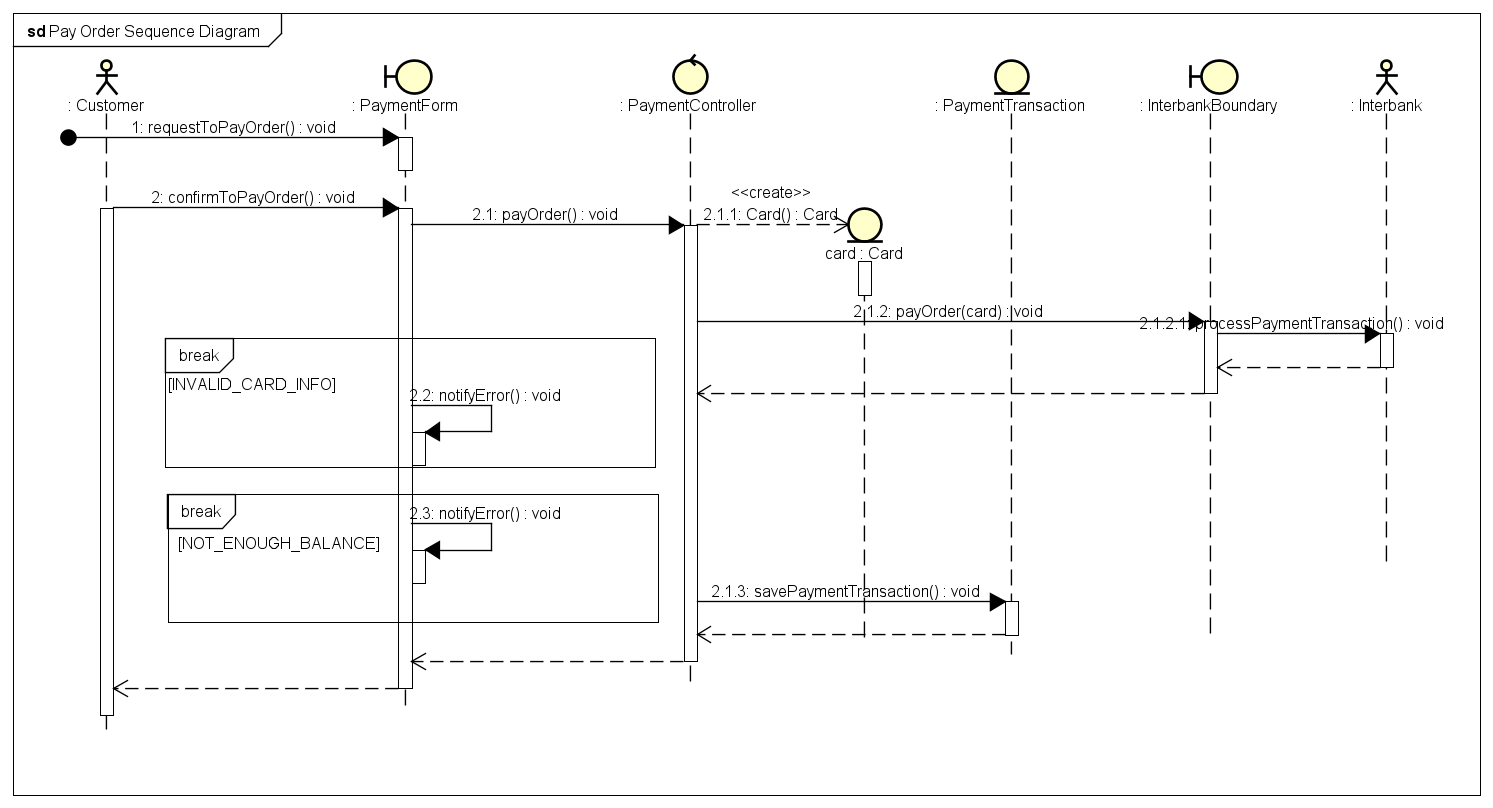 sd Pay Order Sequence Diagram
: Customer
: PaymentForm
: PaymentController
: PaymentTransaction
: InterbankBoundary
: Interbank
1: requestToPayOrder() : void
<<create>>
2: confirmToPayOrder() : void
2.1: payOrder() : void
2.1.1: Card() : Card
card : Card
2.1.2: payOrder(card) : void
2.1.2.1: processPaymentTransaction() : void
break
[INVALID_CARD_INFO]
2.2: notifyError() : void
break
2.3: notifyError() : void
[NOT_ENOUGH_BALANCE]
2.1.3: savePaymentTransaction() : void